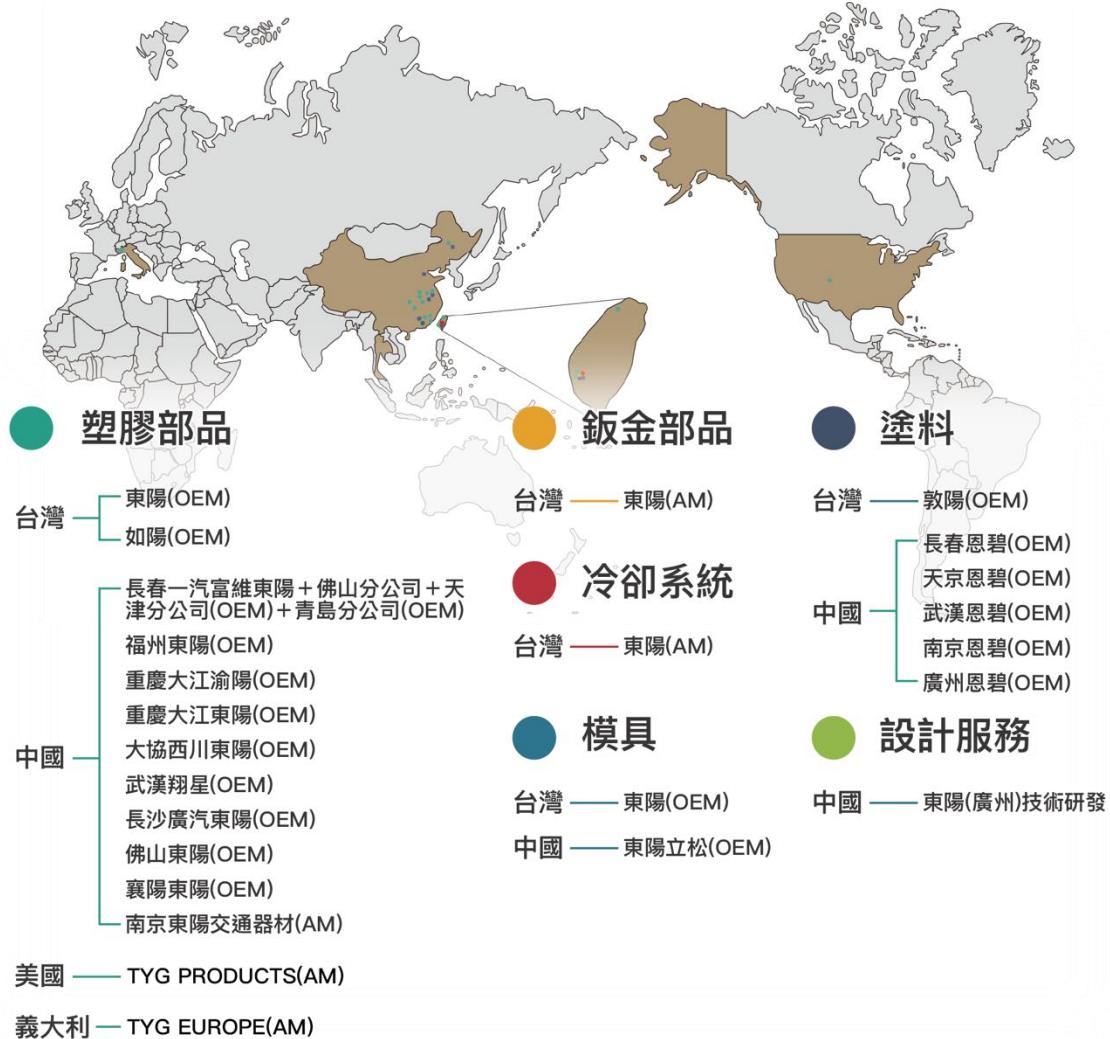 塑膠部品
台灣
東陽(OEM)
如陽(OEM)
中國
長春一汽富維東陽＋佛山分公司＋天
津分公司(OEM)＋青島分公司(OEM)
福州東陽(OEM)
重慶大江渝陽(OEM)
重慶大江東陽(OEM)
大協西川東陽(OEM)
武漢翔星(OEM)
長沙廣汽東陽(OEM)
佛山東陽(OEM)
襄陽東陽(OEM)
南京東陽交通器材(AM)
美國
TYG PRODUCTS(AM)
義大利
TYG EUROPE(AM)
鈑金部品
台灣
東陽(AM)
冷卻系統
台灣
東陽(AM)
模具
台灣
東陽(OEM)
中國
東陽立松(OEM)
塗料
台灣
敦陽(OEM)
中國
長春恩碧(OEM)
天京恩碧(OEM)
武漢恩碧(OEM)
南京恩碧(OEM)
廣州恩碧(OEM)
設計服務
中國
東陽(廣州)技術研發